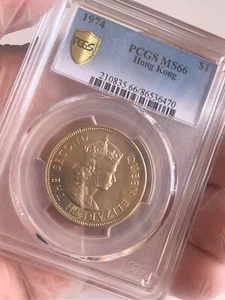 1974
$1
PCGS MS66
Hong Kong
210835.66/86536470
PCGS
QUEEN ELIZABETH THE SECOND